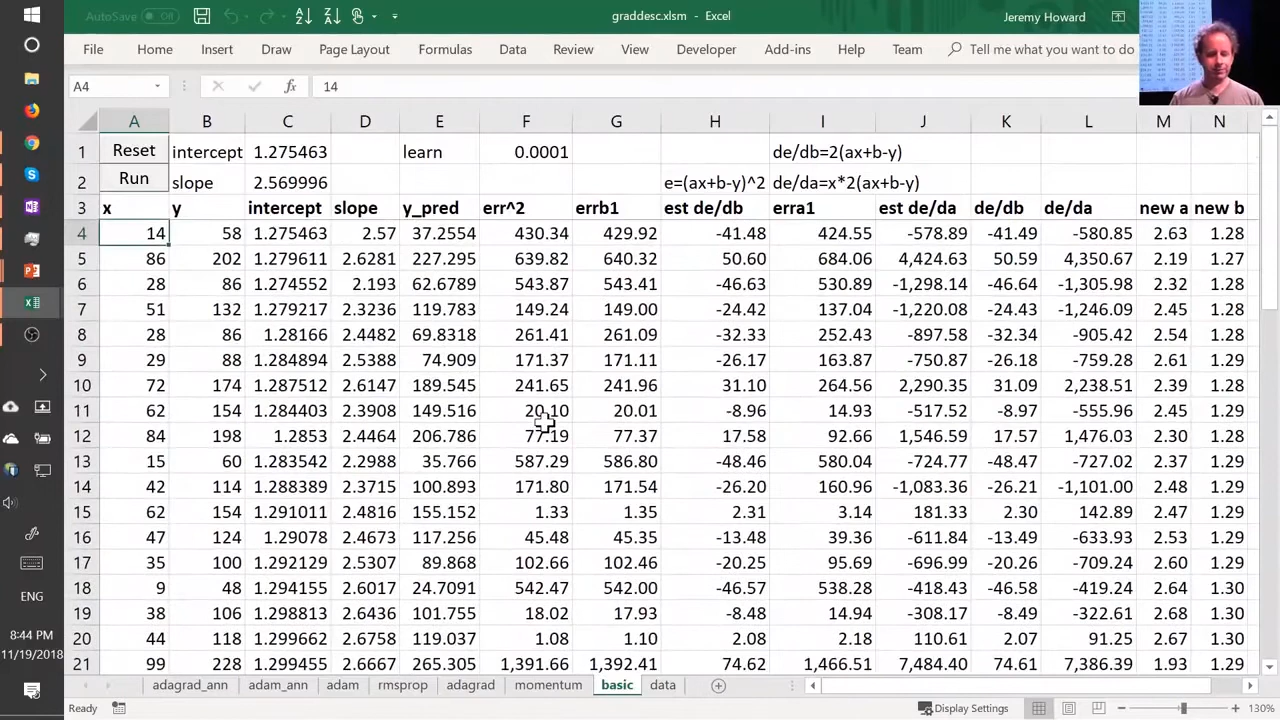 AutoSave Off graddesc.xlsm Jeremy Howard
File Home Insert Draw Page Layout Data Review View Developer Add-ins Help Team Tell me what you want to do
A4 fx 14
A B C D E F G H I J K L M N
1 Reset intercept 1.275463 learn 0.0001 de/db=2(ax+b-y)
2 Run slope 2.569996 e=(ax+b-y)^2 de/da=x*2(ax+b-y)
3 x y intercept slope y_pred err^2 errb1 est de/db erra1 est de/da de/db de/da new a new b
4 14 58 1.275463 2.57 37.2554 430.34 429.92 -41.48 424.55 -578.89 -41.49 -580.85 2.63 1.28
5 86 202 1.279611 2.6281 227.295 639.82 640.32 50.60 684.06 4,424.63 50.59 4,350.67 2.19 1.27
6 28 86 1.274552 2.193 62.6789 543.87 543.41 -46.63 530.89 -1,298.14 -46.64 -1,305.98 2.32 1.28
7 51 132 1.279217 2.3236 119.783 149.24 149.00 -24.42 137.04 -1,220.08 -24.43 -1,246.09 2.45 1.28
8 28 86 1.28166 2.4482 69.8318 261.41 261.09 -32.33 252.43 -897.58 -32.34 -905.42 2.54 1.28
9 29 88 1.284894 2.5388 74.909 171.37 171.11 -26.17 163.87 -750.87 -26.18 -759.28 2.61 1.29
10 72 174 1.287512 2.6147 189.545 241.65 241.96 31.10 264.56 2,290.35 31.09 2,238.51 2.39 1.28
11 62 154 1.284403 2.3908 149.516 20.10 20.01 -8.96 14.93 -517.52 -8.97 -555.96 2.45 1.29
12 84 198 1.2853 2.4464 206.786 77.19 77.37 17.58 92.66 1,546.59 17.57 1,476.03 2.30 1.28
13 15 60 1.283542 2.2988 35.766 587.29 586.80 -48.46 580.04 -724.77 -48.47 -727.02 2.37 1.29
14 42 114 1.288389 2.3715 100.893 171.80 171.54 -26.20 160.96 -1,083.36 -26.21 -1,101.00 2.48 1.29
15 62 154 1.291011 2.4816 155.152 1.33 1.35 2.31 3.14 181.33 2.30 142.89 2.47 1.29
16 47 124 1.29078 2.4673 117.256 45.48 45.35 -13.48 39.36 -611.84 -13.49 -633.93 2.53 1.29
17 35 100 1.292129 2.5307 89.868 102.66 102.46 -20.25 95.69 -696.99 -20.26 -709.24 2.60 1.29
18 9 48 1.294155 2.6017 24.7091 542.47 542.00 -46.57 538.28 -418.43 -46.58 -419.24 2.64 1.30
19 38 106 1.298813 2.6436 101.755 18.02 17.93 -8.48 14.94 -308.17 -8.49 -322.61 2.68 1.30
20 44 118 1.299662 2.6758 119.037 1.08 1.10 2.08 2.18 110.61 2.07 91.25 2.67 1.30
21 99 228 1.299455 2.6667 265.305 1,391.66 1,392.41 74.62 1,466.51 7,484.40 74.61 7,386.39 1.93 1.29
adagrad_ann adam_ann adam rmsprop adagrad momentum basic data
Ready Display Settings 130%
ENG
8:44 PM
11/19/2018